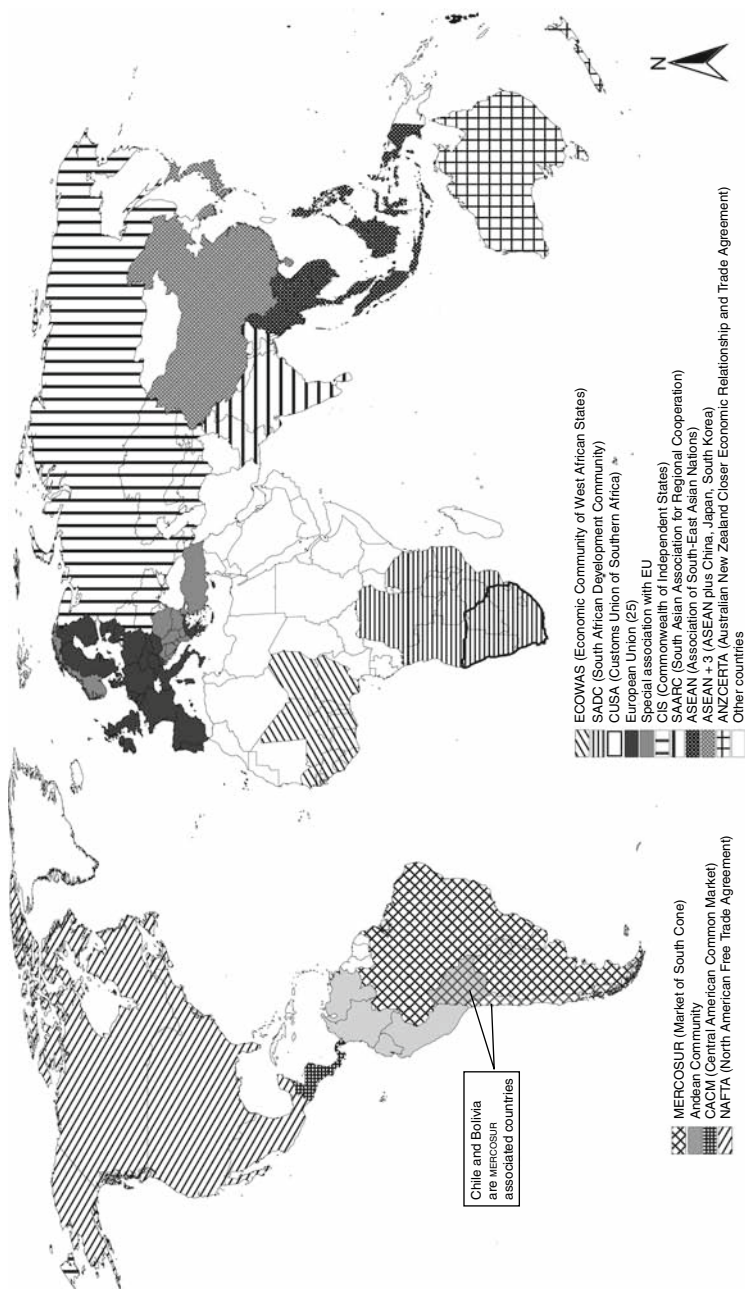 N
Chile and Bolivia
are MERCOSUR
associated countries
MERCOSUR (Market of South Cone)
Andean Community
CACM (Central American Common Market)
NAFTA (North American Free Trade Agreement)
ECOWAS (Economic Community of West African States)
SADC (South African Development Community)
CUSA (Customs Union of Southern Africa)
European Union (25)
Special association with EU
CIS (Commonwealth of Independent States)
SAARC (South Asian Association for Regional Cooperation)
ASEAN (Association of South-East Asian Nations)
ASEAN + 3 (ASEAN plus China, Japan, South Korea)
ANZCERTA (Australian New Zealand Closer Economic Relationship and Trade Agreement)
Other countries